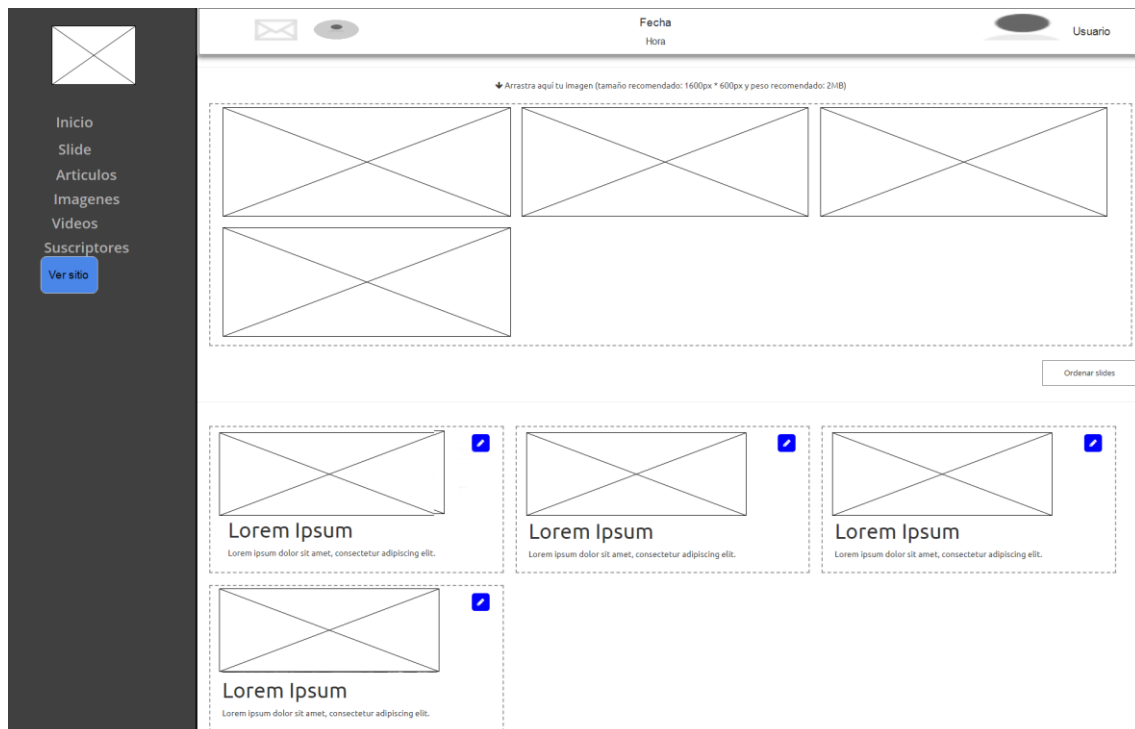 Fecha
Hora
Usuario
Inicio
Slide
Articulos
Imagenes
Videos
Suscriptores
Ver sitio
Arrastra aquí tu Imagen (tamaño recomendado: 1600px * 600px y peso recomendado: 2MB)
Ordenar slides
Lorem Ipsum
Lorem ipsum dolor sit amet, consectetur adipiscing elit.
Lorem Ipsum
Lorem ipsum dolor sit amet, consectetur adipiscing elit.
Lorem Ipsum
Lorem ipsum dolor sit amet, consectetur adipiscing elit.
Lorem Ipsum
Lorem ipsum dolor sit amet, consectetur adipiscing elit.